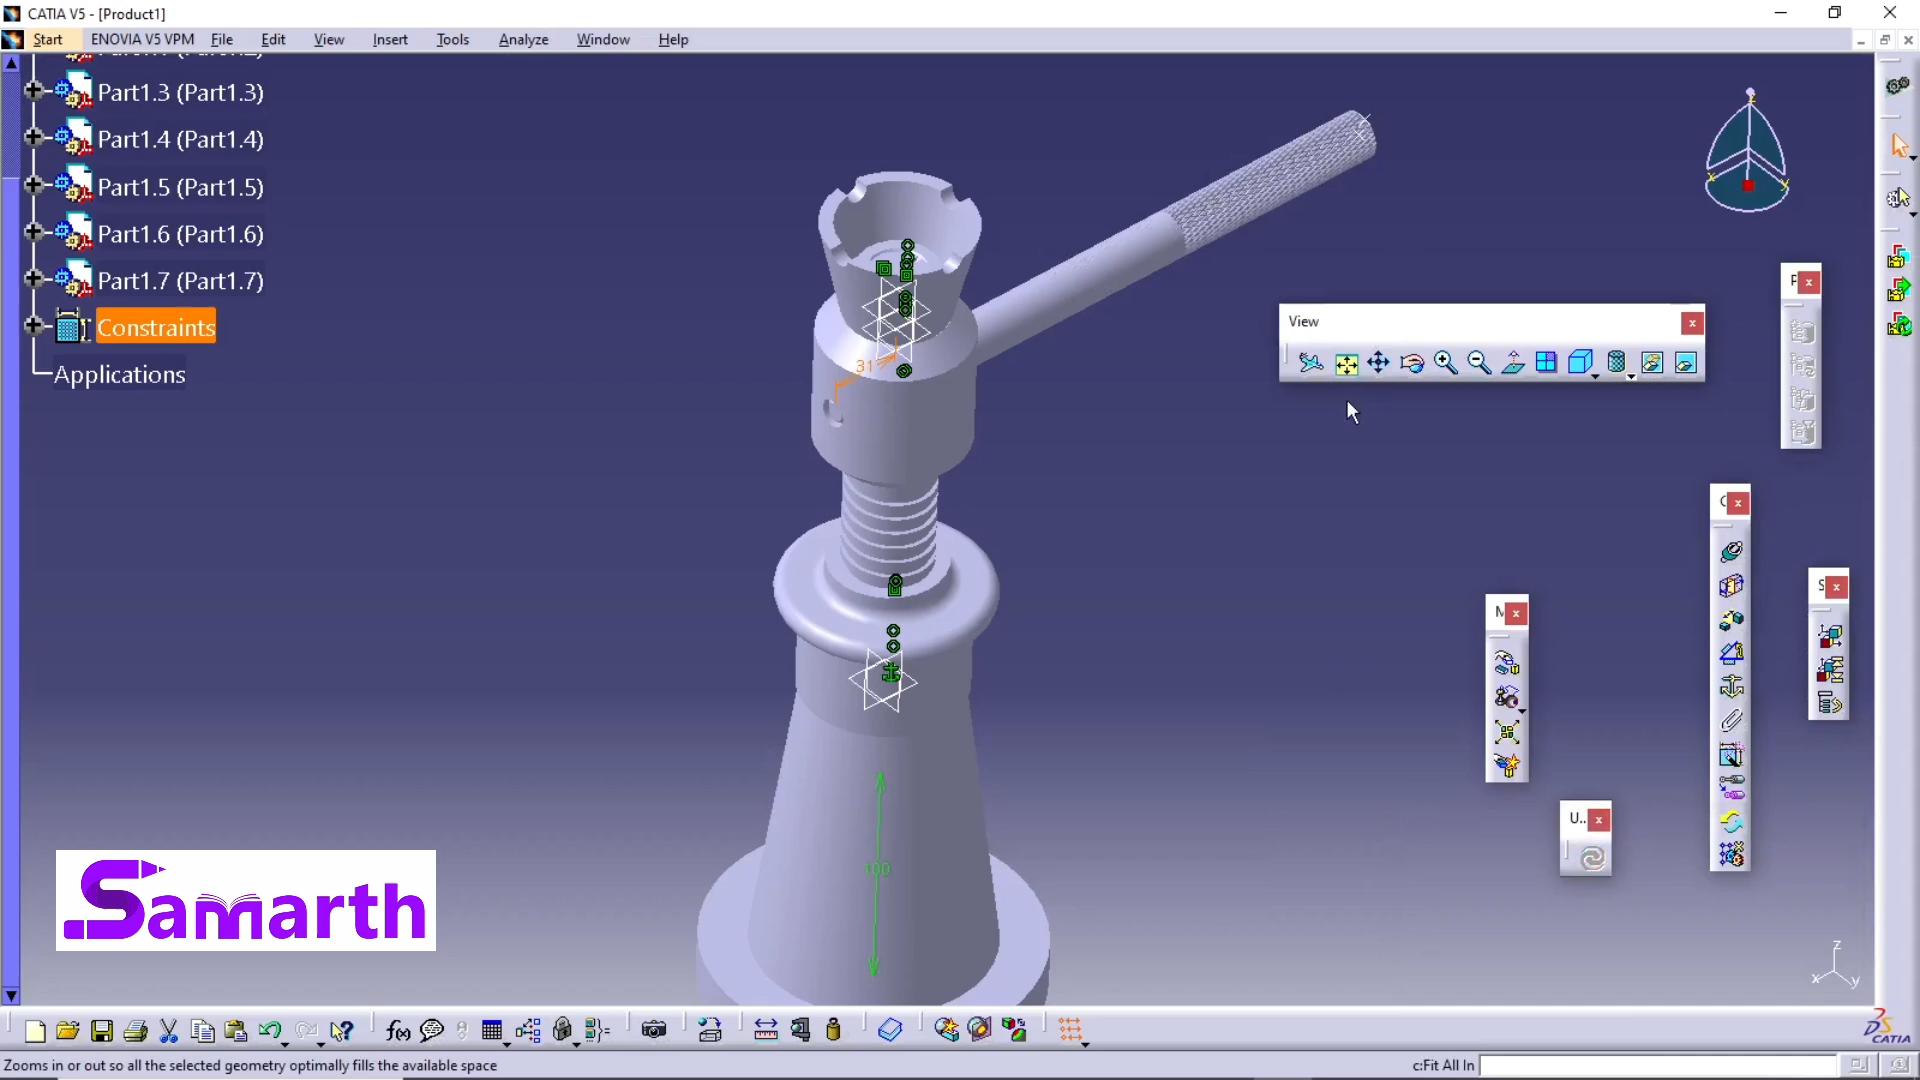 CATIA V5 - [Product1]
Start ENOVIA V5 VPM File Edit View Insert Tools Analyze Window Help
Part1.3 (Part1.3)
Part1.4 (Part1.4)
Part1.5 (Part1.5)
Part1.6 (Part1.6)
Part1.7 (Part1.7)
Constraints
Applications
View
31
100
M
U..
S
z
x
y
Samarth
f(x)
CATIA
Zooms in or out so all the selected geometry optimally fills the available space
c:Fit All In